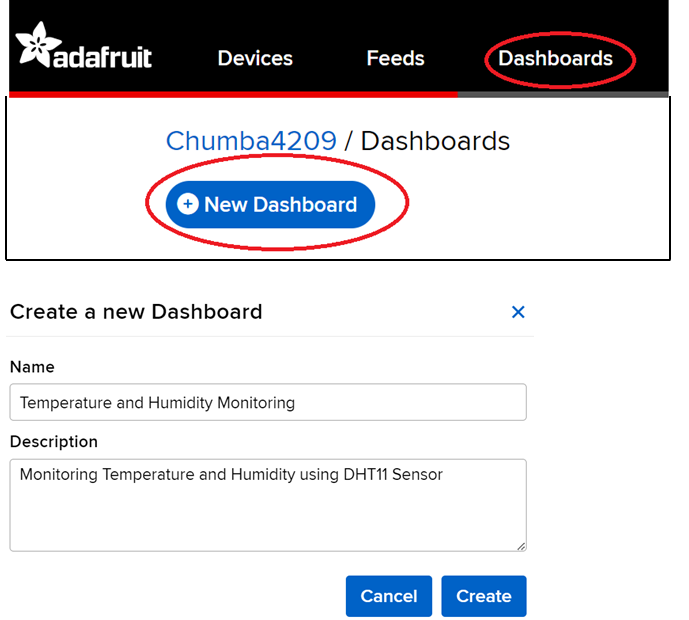 adafruit Devices Feeds Dashboards
Chumba4209 / Dashboards
New Dashboard
Create a new Dashboard
Name
Temperature and Humidity Monitoring
Description
Monitoring Temperature and Humidity using DHT11 Sensor
Cancel Create